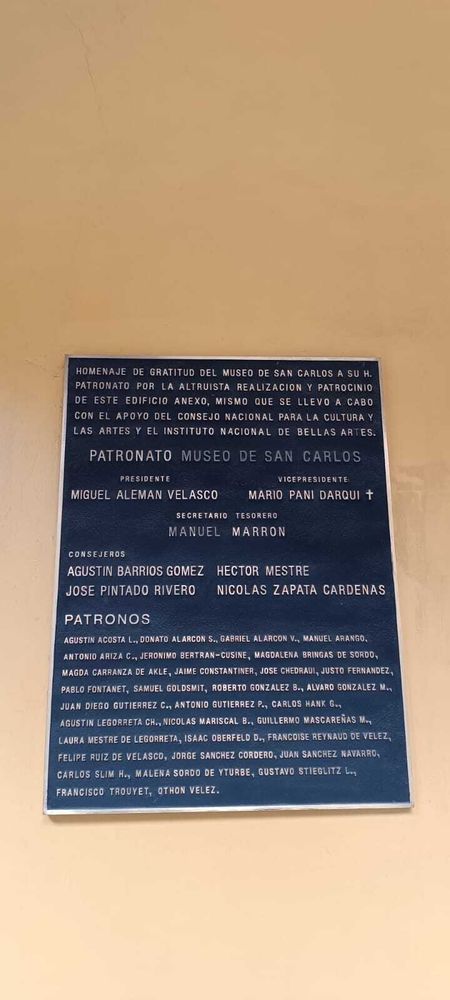 HOMENAJE DE GRATITUD DEL MUSEO DE SAN CARLOS A SU H.
PATRONATO POR LA ALTRUISTA REALIZACION Y PATROCINIO
DE ESTE EDIFICIO ANEXO, MISMO QUE SE LLEVO A CABO
CON EL APOYO DEL CONSEJO NACIONAL PARA LA CULTURA Y
LAS ARTES Y EL INSTITUTO NACIONAL DE BELLAS ARTES.
PATRONATO MUSEO DE SAN CARLOS
PRESIDENTE VICEPRESIDENTE
MIGUEL ALEMAN VELASCO MARIO PANI DARQUI ✝
SECRETARIO TESORERO
MANUEL MARRON
CONSEJEROS
AGUSTIN BARRIOS GOMEZ HECTOR MESTRE
JOSE PINTADO RIVERO NICOLAS ZAPATA CARDENAS
PATRONOS
AGUSTIN ACOSTA L., DONATO ALARCON S., GABRIEL ALARCON V., MANUEL ARANGO,
ANTONIO ARIZA C., JERONIMO BERTRAN-CUSINE, MAGDALENA BRINGAS DE SORDO,
MAGDA CARRANZA DE AKLE, JAIME CONSTANTINER, JOSE CHEDRAUI, JUSTO FERNANDEZ,
PABLO FONTANET, SAMUEL GOLDSMIT, ROBERTO GONZALEZ B., ALVARO GONZALEZ M.,
JUAN DIEGO GUTIERREZ C., ANTONIO GUTIERREZ P., CARLOS HANK G.,
AGUSTIN LEGORRETA CH., NICOLAS MARISCAL B., GUILLERMO MASCAREÑAS M.,
LAURA MESTRE DE LEGORRETA, ISAAC OBERFELD D., FRANCOISE REYNAUD DE VELEZ,
FELIPE RUIZ DE VELASCO, JORGE SANCHEZ CORDERO, JUAN SANCHEZ NAVARRO,
CARLOS SLIM H., MALENA SORDO DE YTURBE, GUSTAVO STIEGLITZ L.,
FRANCISCO TROUYET, OTHON VELEZ.